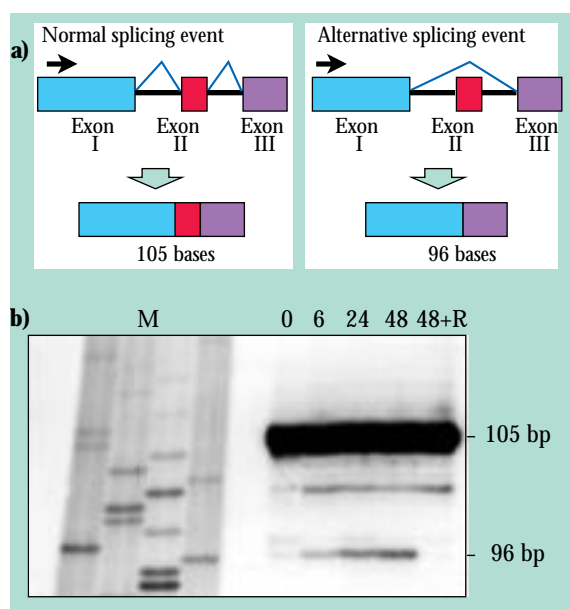 a)
Normal splicing event
Exon I
Exon II
Exon III
105 bases
Alternative splicing event
Exon I
Exon II
Exon III
96 bases
b)
M 0 6 24 48 48+R
105 bp
96 bp